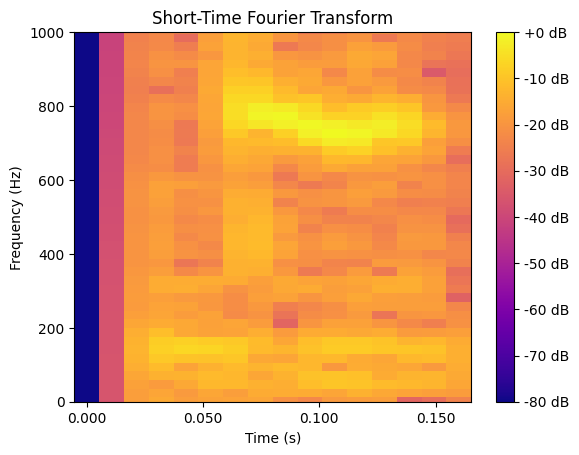 Short-Time Fourier Transform
1000
800
600
400
200
0
Frequency (Hz)
0.000
0.050
0.100
0.150
Time (s)
+0 dB
-10 dB
-20 dB
-30 dB
-40 dB
-50 dB
-60 dB
-70 dB
-80 dB